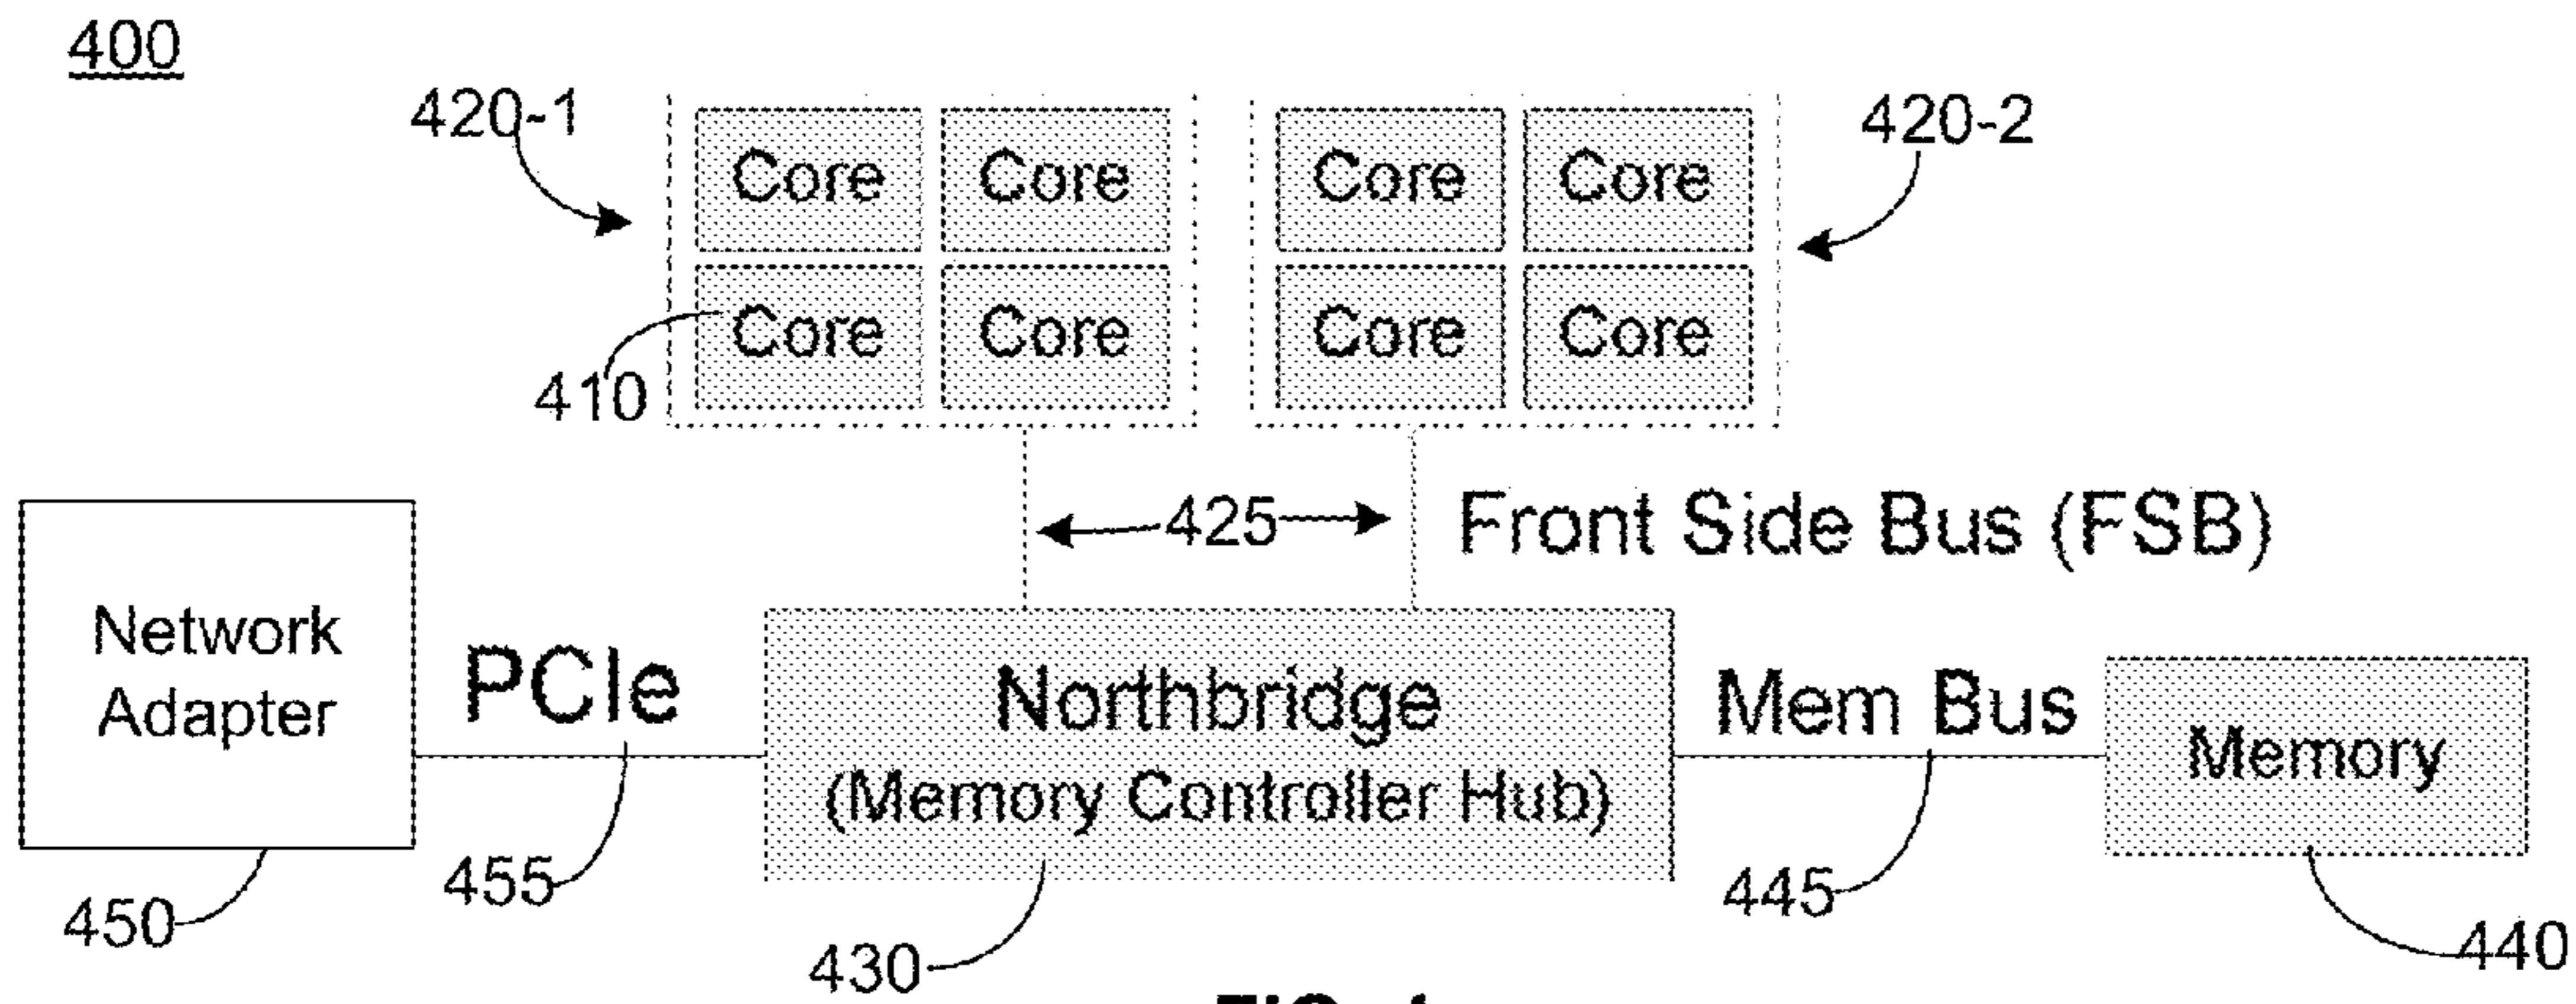 400
420-1
420-2
Core Core Core Core
Core Core Core Core
410
425
Front Side Bus (FSB)
Network
Adapter
PCIe
Northbridge
(Memory Controller Hub)
Mem Bus
Memory
450
455
430
445
440